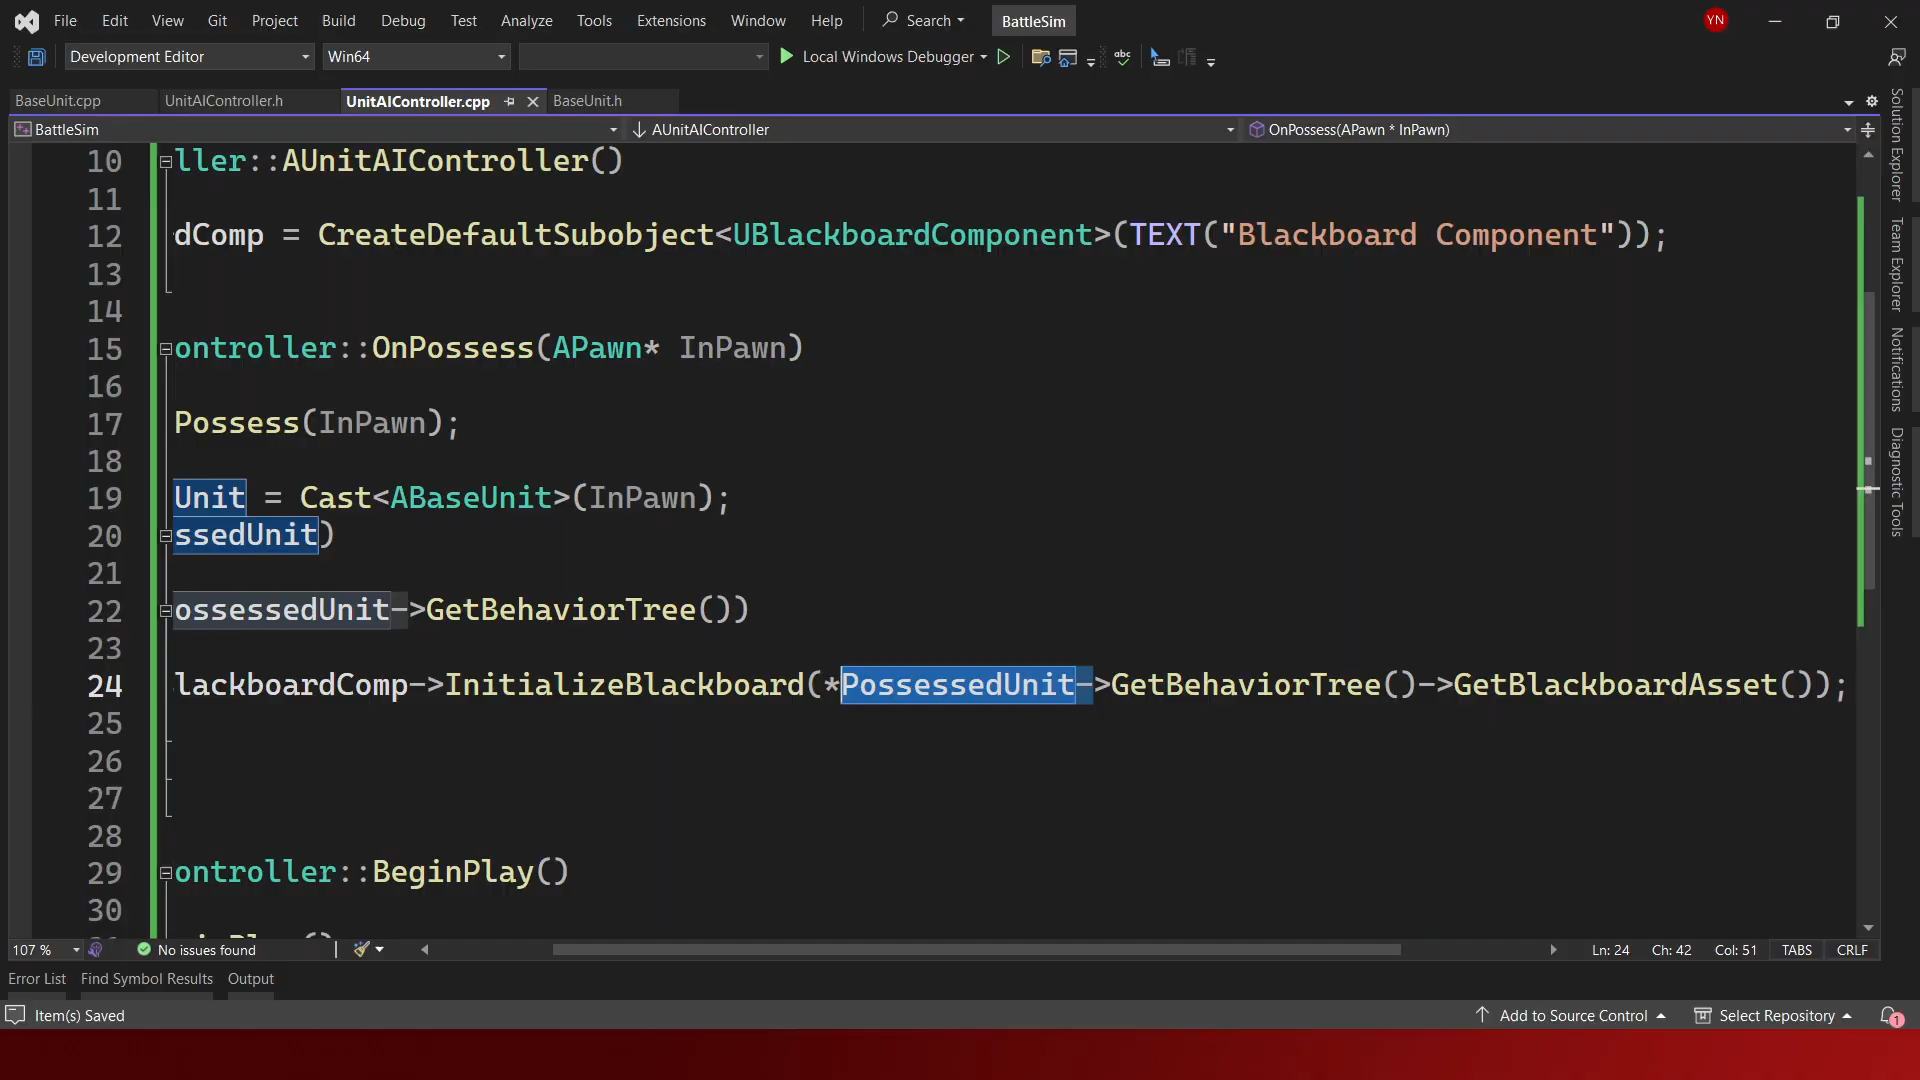 File Edit View Git Project Build Debug Test Analyze Tools Extensions Window Help Search BattleSim YN
Development Editor Win64 Local Windows Debugger
BaseUnit.cpp UnitAIController.h UnitAIController.cpp BaseUnit.h
BattleSim AUnitAIController OnPossess(APawn * InPawn)
10 ller::AUnitAIController()
11
12 dComp = CreateDefaultSubobject<UBlackboardComponent>(TEXT("Blackboard Component"));
13
14
15 ontroller::OnPossess(APawn* InPawn)
16
17 Possess(InPawn);
18
19 Unit = Cast<ABaseUnit>(InPawn);
20 ssedUnit)
21
22 ossessedUnit->GetBehaviorTree())
23
24 lackboardComp->InitializeBlackboard(*PossessedUnit->GetBehaviorTree()->GetBlackboardAsset());
25
26
27
28
29 ontroller::BeginPlay()
30
Solution Explorer
Team Explorer
Notifications
Diagnostic Tools
107 % No issues found Ln: 24 Ch: 42 Col: 51 TABS CRLF
Error List Find Symbol Results Output
Item(s) Saved Add to Source Control Select Repository 1